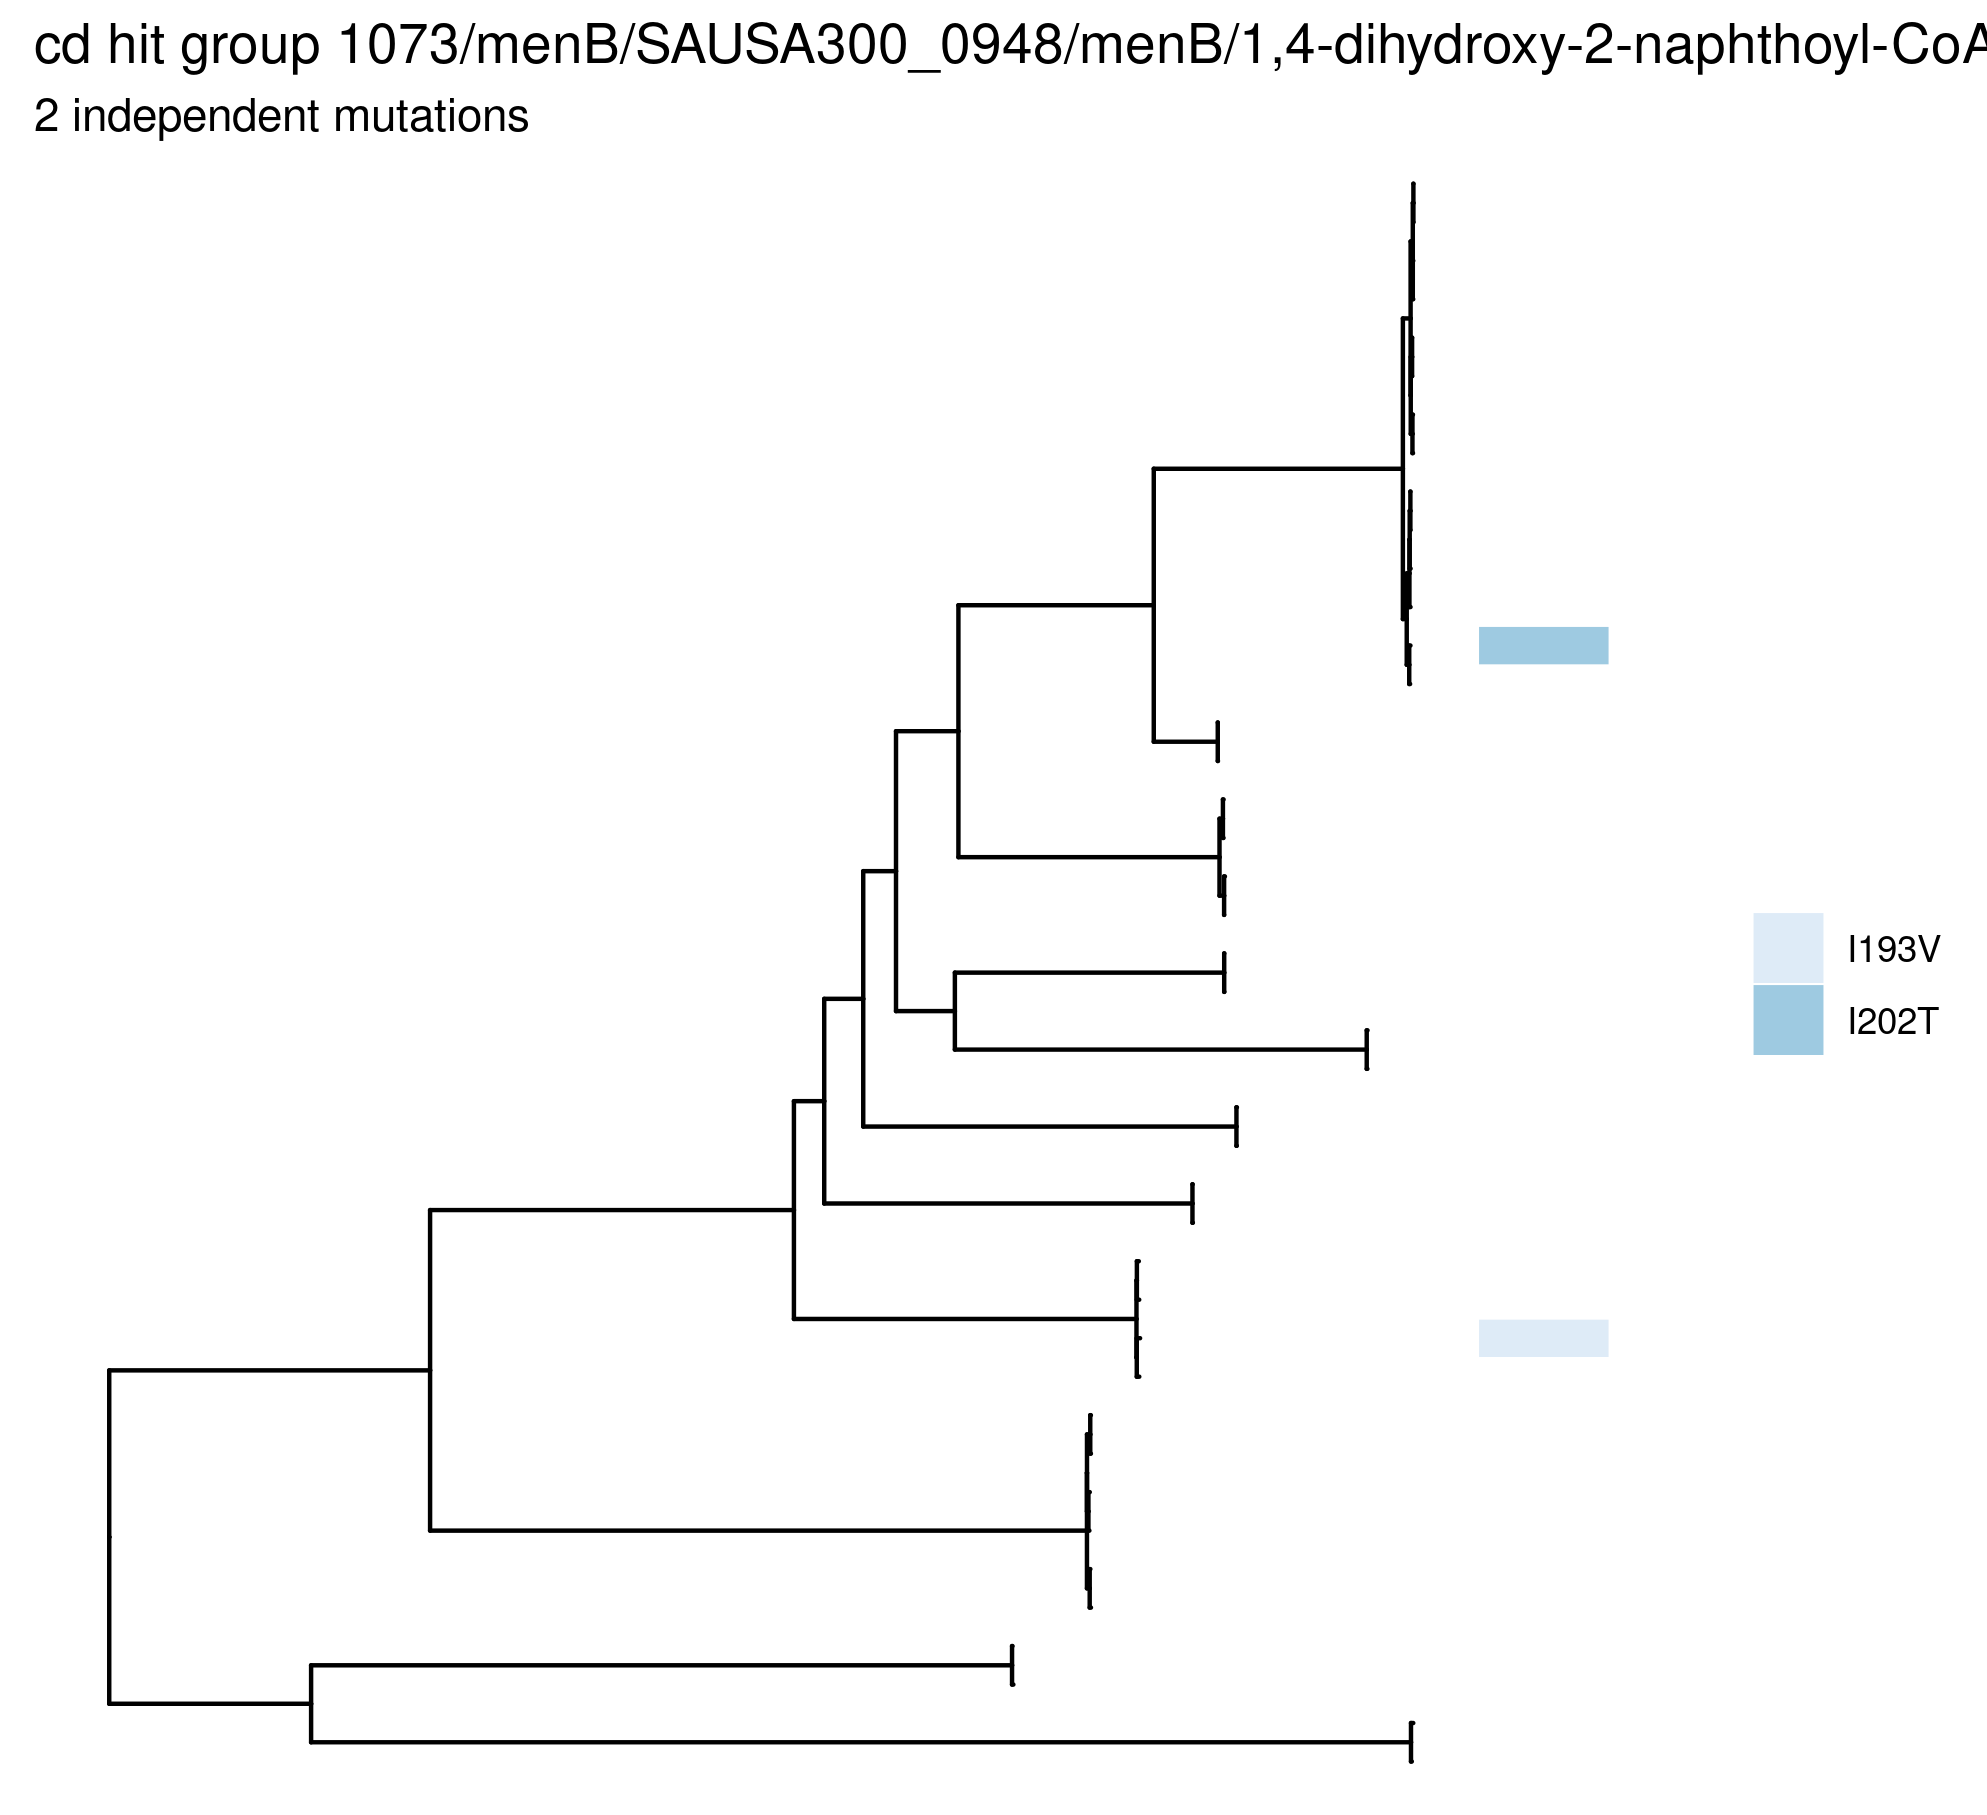 cd hit group 1073/menB/SAUSA300_0948/menB/1,4-dihydroxy-2-naphthoyl-CoA
2 independent mutations
I193V
I202T